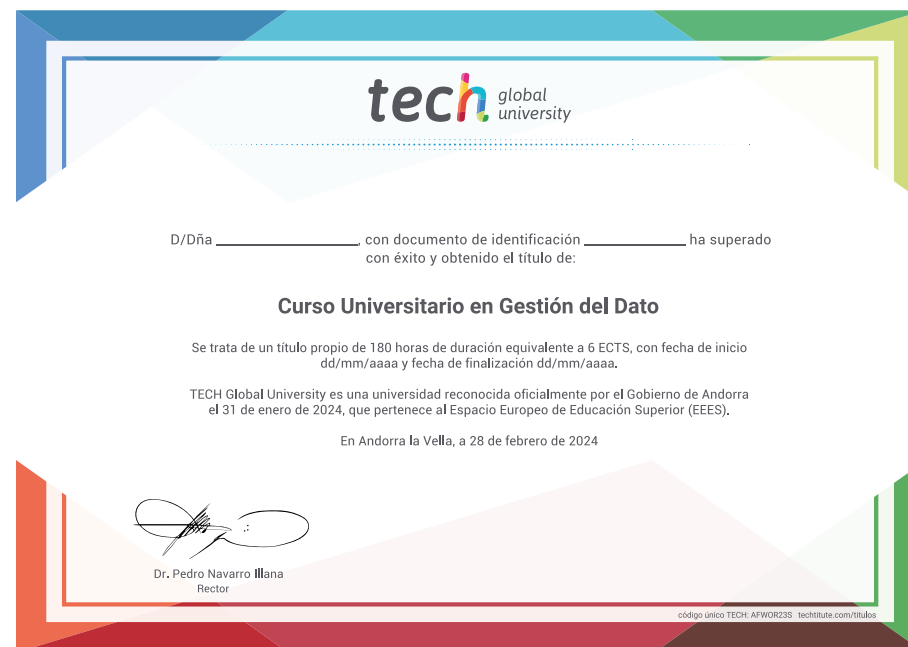 tech global university
D/Dña ______________, con documento de identificación __________ ha superado
con éxito y obtenido el título de:
Curso Universitario en Gestión del Dato
Se trata de un título propio de 180 horas de duración equivalente a 6 ECTS, con fecha de inicio
dd/mm/aaaa y fecha de finalización dd/mm/aaaa.
TECH Global University es una universidad reconocida oficialmente por el Gobierno de Andorra
el 31 de enero de 2024, que pertenece al Espacio Europeo de Educación Superior (EEES).
En Andorra la Vella, a 28 de febrero de 2024
Dr. Pedro Navarro Illana
Rector
código único TECH: AFWOR23S techtitute.com/titulos